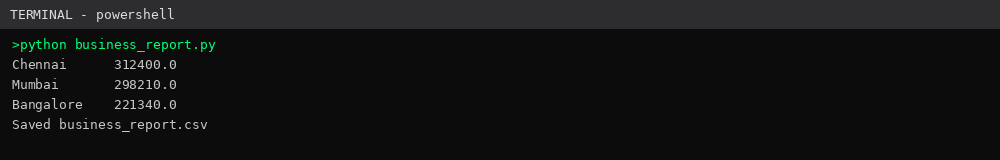 TERMINAL - powershell
>python business_report.py
Chennai      312400.0
Mumbai       298210.0
Bangalore    221340.0
Saved business_report.csv